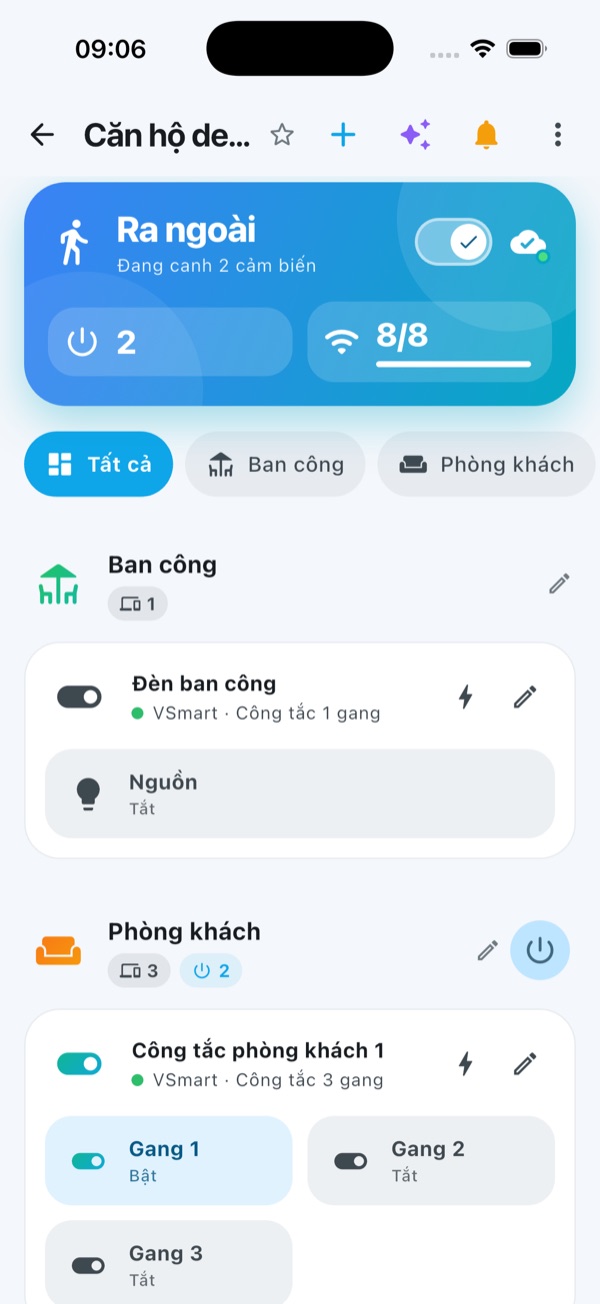 09:06
Căn hộ de...
Ra ngoài
Đang canh 2 cảm biến
2
8/8
Tất cả
Ban công
Phòng khách
Ban công
1
Đèn ban công
VSmart · Công tắc 1 gang
Nguồn
Tắt
Phòng khách
3
2
Công tắc phòng khách 1
VSmart · Công tắc 3 gang
Gang 1
Bật
Gang 2
Tắt
Gang 3
Tắt